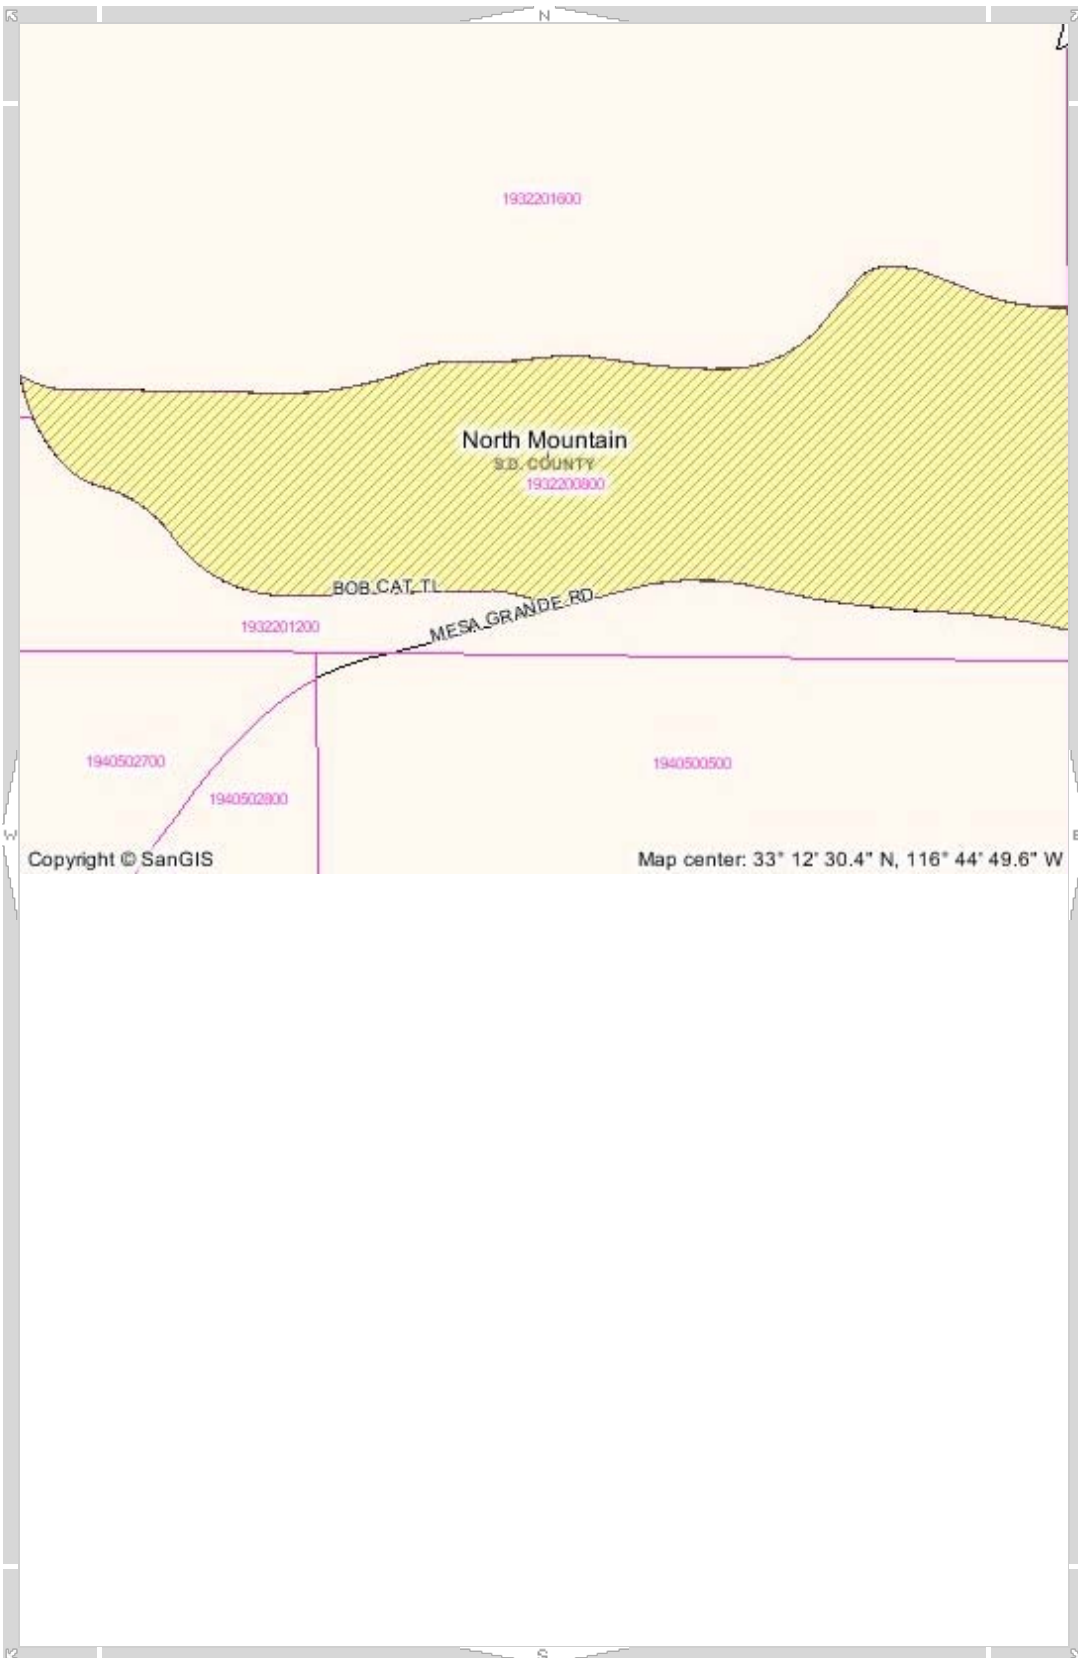 N
1932201600
North Mountain
S.D. COUNTY
1932200800
BOB CAT TL
MESA GRANDE RD
1932201200
1940502700
1940500500
1940502800
W
E
Copyright © SanGIS
Map center: 33° 12' 30.4" N, 116° 44' 49.6" W
S